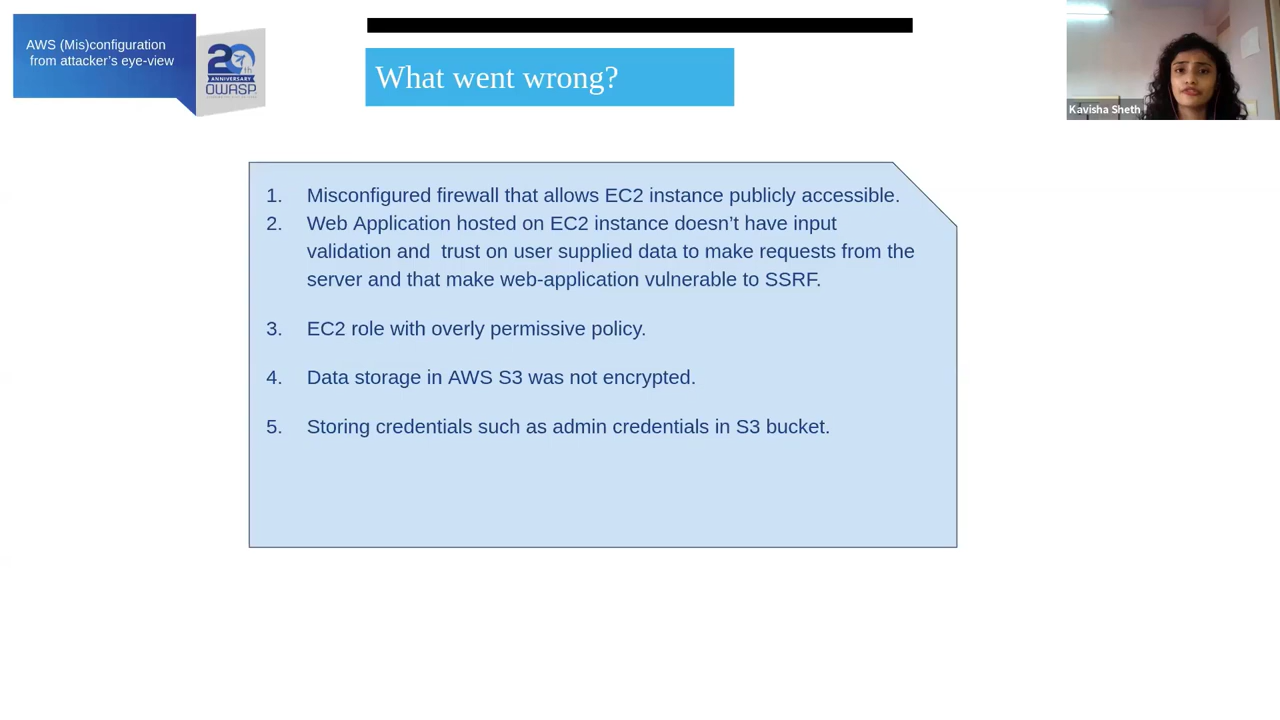 AWS (Mis)configuration
from attacker's eye-view
20
th
ANNIVERSARY
OWASP
What went wrong?
Kavisha Sheth
1. Misconfigured firewall that allows EC2 instance publicly accessible.
2. Web Application hosted on EC2 instance doesn't have input
validation and  trust on user supplied data to make requests from the
server and that make web-application vulnerable to SSRF.
3. EC2 role with overly permissive policy.
4. Data storage in AWS S3 was not encrypted.
5. Storing credentials such as admin credentials in S3 bucket.